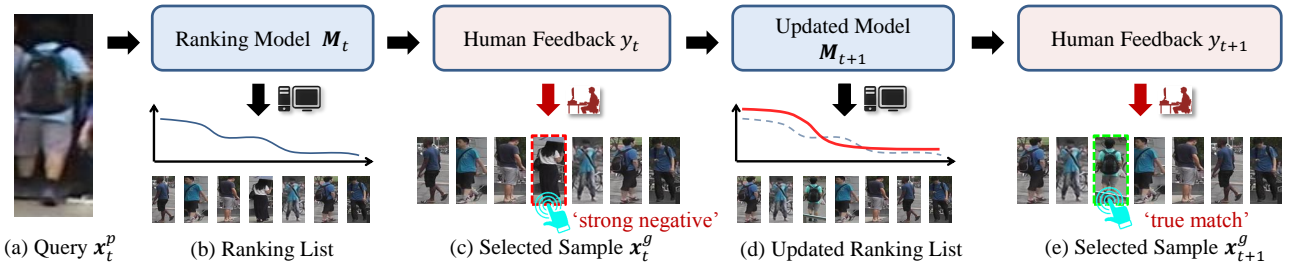 Ranking Model M_t
Human Feedback y_t
Updated Model
M_{t+1}
Human Feedback y_{t+1}
‘strong negative’
‘true match’
(a) Query x_t^p
(b) Ranking List
(c) Selected Sample x_t^g
(d) Updated Ranking List
(e) Selected Sample x_{t+1}^g